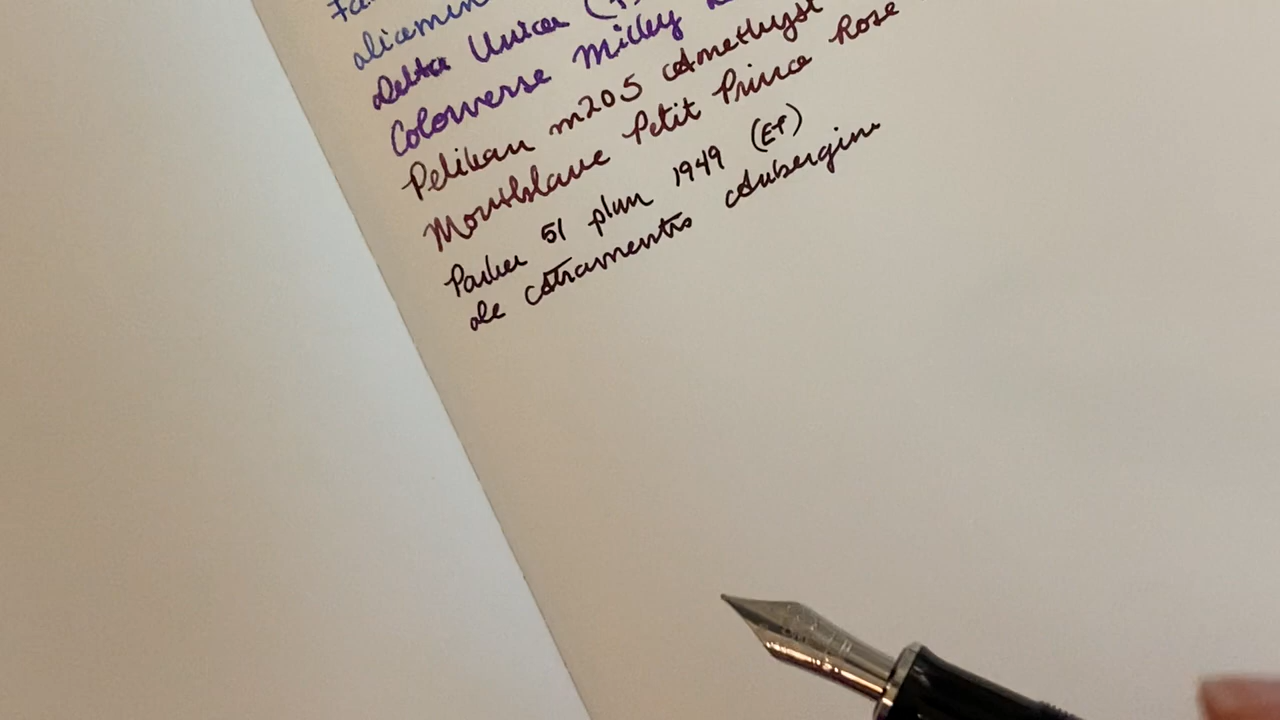 Delta Unica (F)
Colorverse Milky
Pelikan m205 Amethyst
Montblanc Petit Prince Rose
Parker 51 plum 1949 (EF)
De Atramentis Aubergine